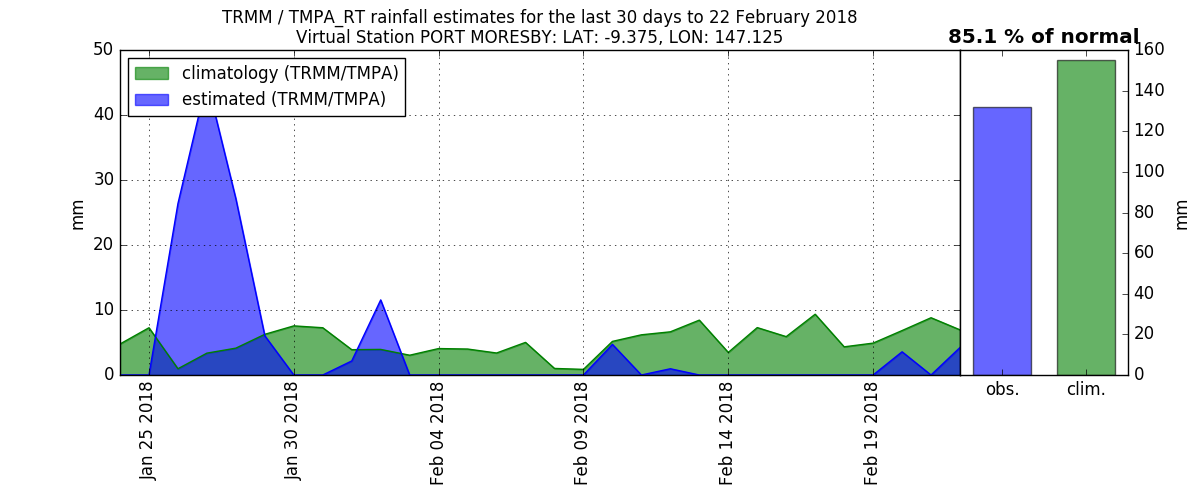 TRMM / TMPA_RT rainfall estimates for the last 30 days to 22 February 2018
Virtual Station PORT MORESBY: LAT: -9.375, LON: 147.125
85.1 % of normal
climatology (TRMM/TMPA)
estimated (TRMM/TMPA)
50
40
30
20
10
0
mm
Jan 25 2018
Jan 30 2018
Feb 04 2018
Feb 09 2018
Feb 14 2018
Feb 19 2018
obs.
clim.
160
140
120
100
80
60
40
20
0
mm